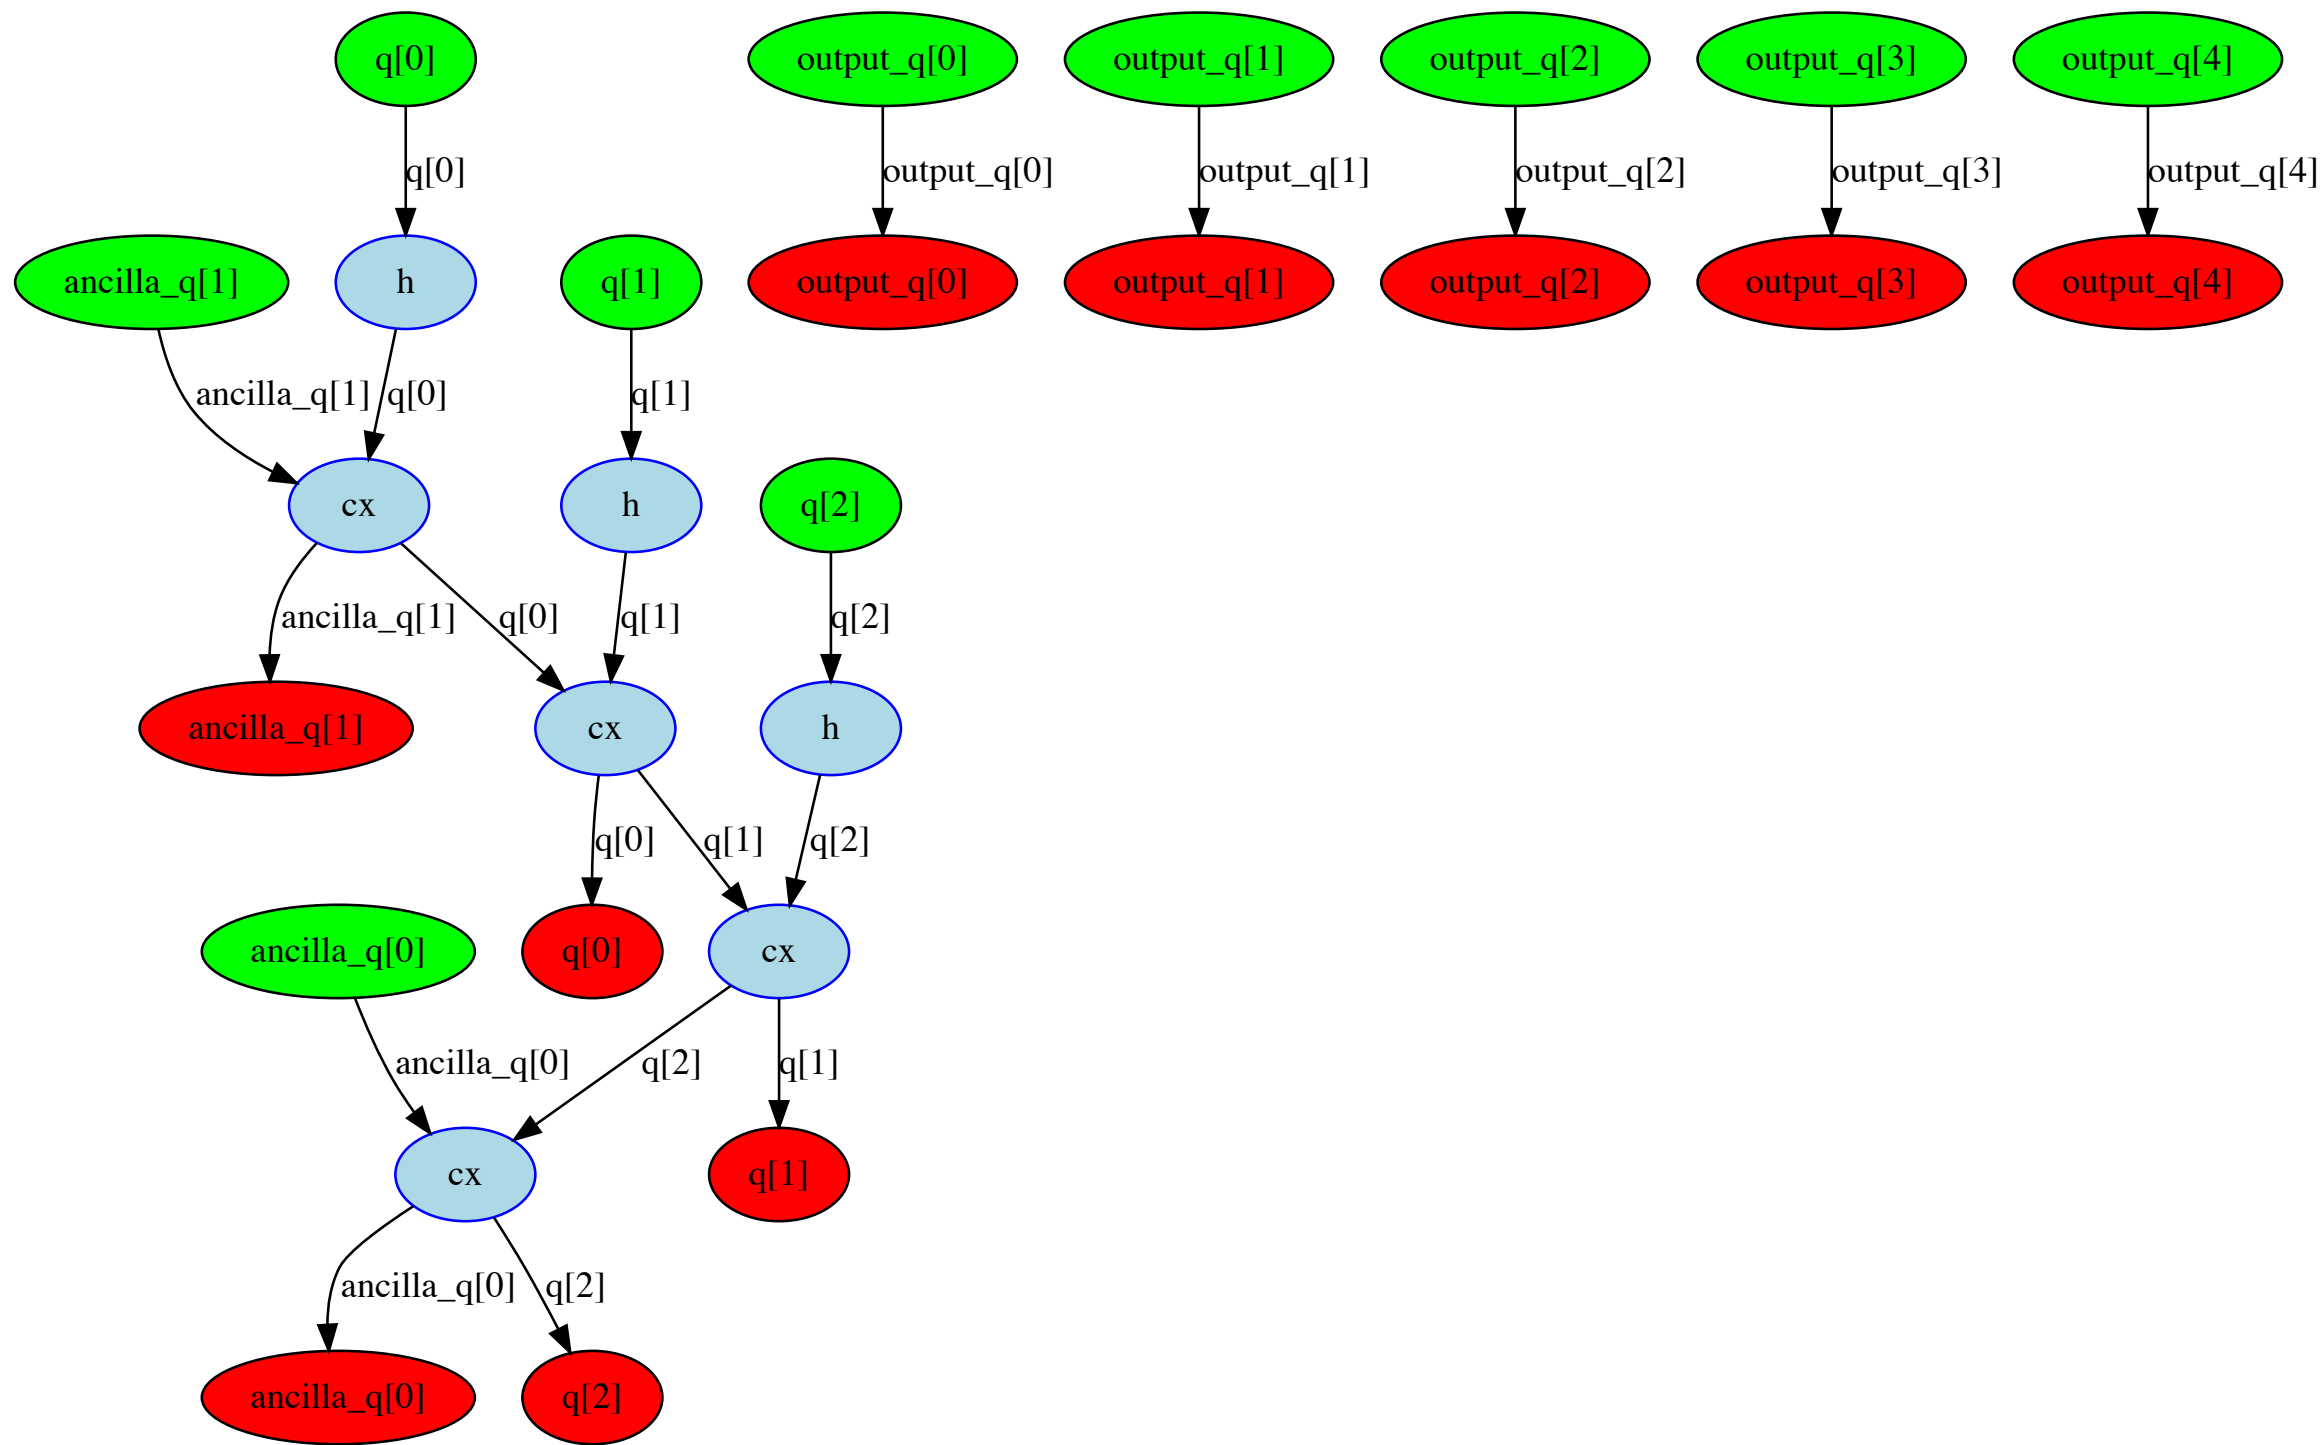 q[0]
output_q[0]
output_q[1]
output_q[2]
output_q[3]
output_q[4]
q[0]
output_q[0]
output_q[1]
output_q[2]
output_q[3]
output_q[4]
ancilla_q[1]
h
q[1]
output_q[0]
output_q[1]
output_q[2]
output_q[3]
output_q[4]
ancilla_q[1]
q[0]
q[1]
cx
h
q[2]
ancilla_q[1]
q[0]
q[1]
q[2]
ancilla_q[1]
cx
h
q[0]
q[1]
q[2]
ancilla_q[0]
q[0]
cx
ancilla_q[0]
q[2]
q[1]
cx
q[1]
ancilla_q[0]
q[2]
ancilla_q[0]
q[2]